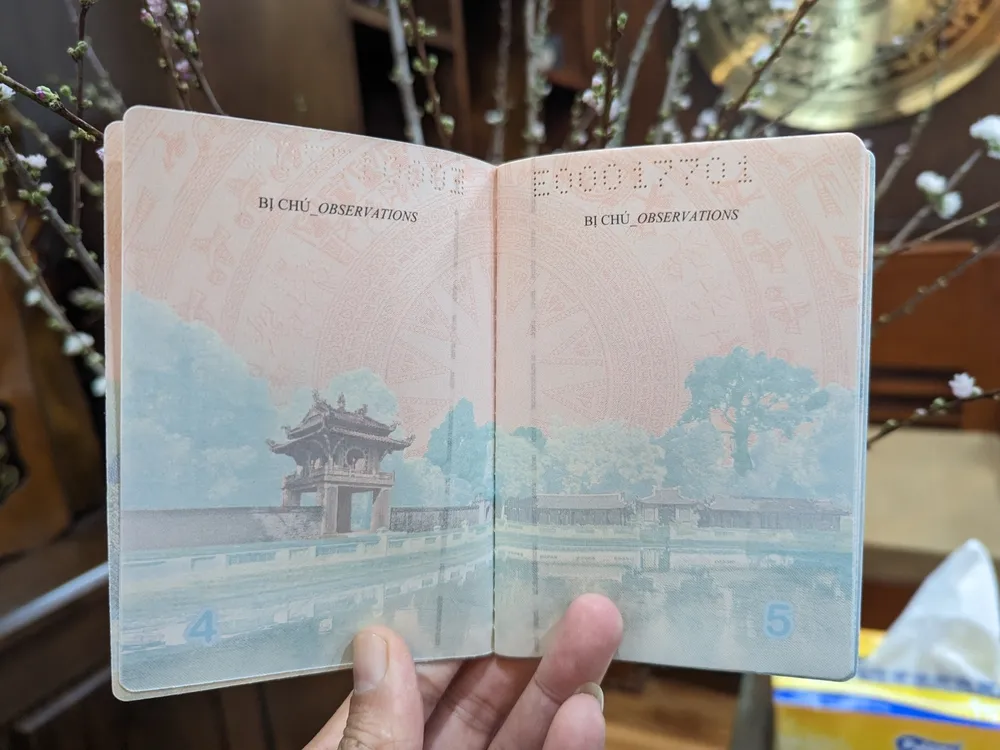 BỊ CHÚ_OBSERVATIONS
4
E00017701
BỊ CHÚ_OBSERVATIONS
5